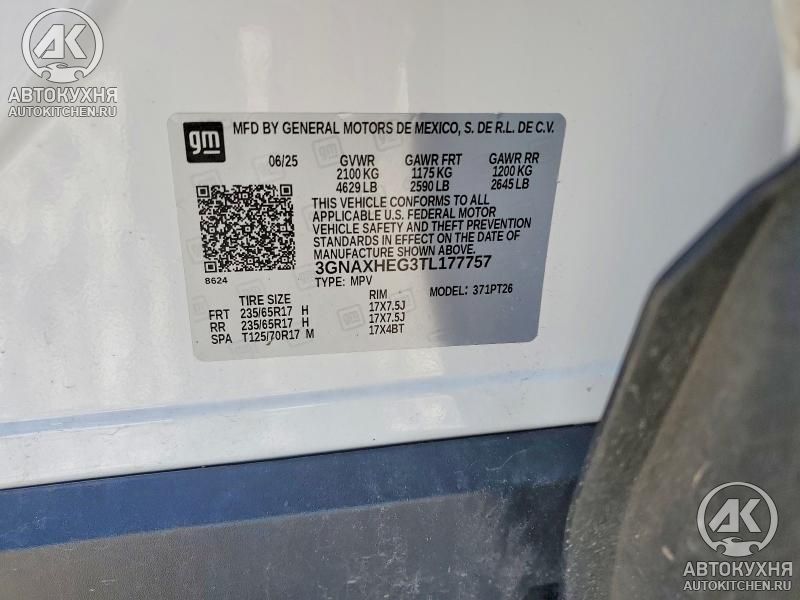 AK
АВТОКУХНЯ
AUTOKITCHEN.RU
gm MFD BY GENERAL MOTORS DE MEXICO, S. DE R.L. DE C.V.
06/25 GVWR GAWR FRT GAWR RR
2100 KG 1175 KG 1200 KG
4629 LB 2590 LB 2645 LB
THIS VEHICLE CONFORMS TO ALL
APPLICABLE U.S. FEDERAL MOTOR
VEHICLE SAFETY AND THEFT PREVENTION
STANDARDS IN EFFECT ON THE DATE OF
MANUFACTURE SHOWN ABOVE.
8624 3GNAXHEG3TL177757
TYPE: MPV MODEL: 371PT26
TIRE SIZE RIM
FRT 235/65R17 H 17X7.5J
RR 235/65R17 H 17X7.5J
SPA T125/70R17 M 17X4BT
AK
АВТОКУХНЯ
AUTOKITCHEN.RU